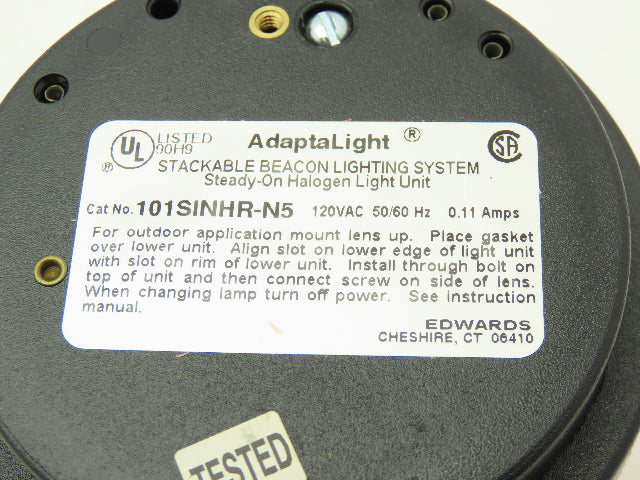 UL LISTED
90H9
AdaptaLight ®
SA
®
STACKABLE BEACON LIGHTING SYSTEM
Steady-On Halogen Light Unit
Cat No. 101SINHR-N5 120VAC 50/60 Hz 0.11 Amps
For outdoor application mount lens up. Place gasket
over lower unit. Align slot on lower edge of light unit
with slot on rim of lower unit. Install through bolt on
top of unit and then connect screw on side of lens.
When changing lamp turn off power. See instruction
manual.
EDWARDS
CHESHIRE, CT 06410
TESTED